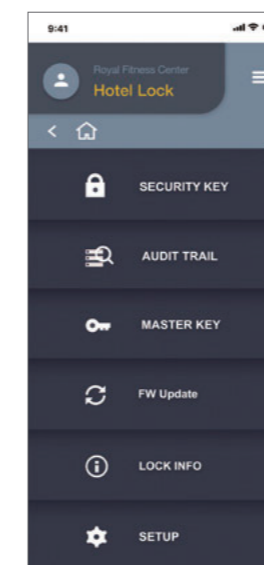 9:41
Royal Fitness Center
Hotel Lock
SECURITY KEY
AUDIT TRAIL
MASTER KEY
FW Update
LOCK INFO
SETUP